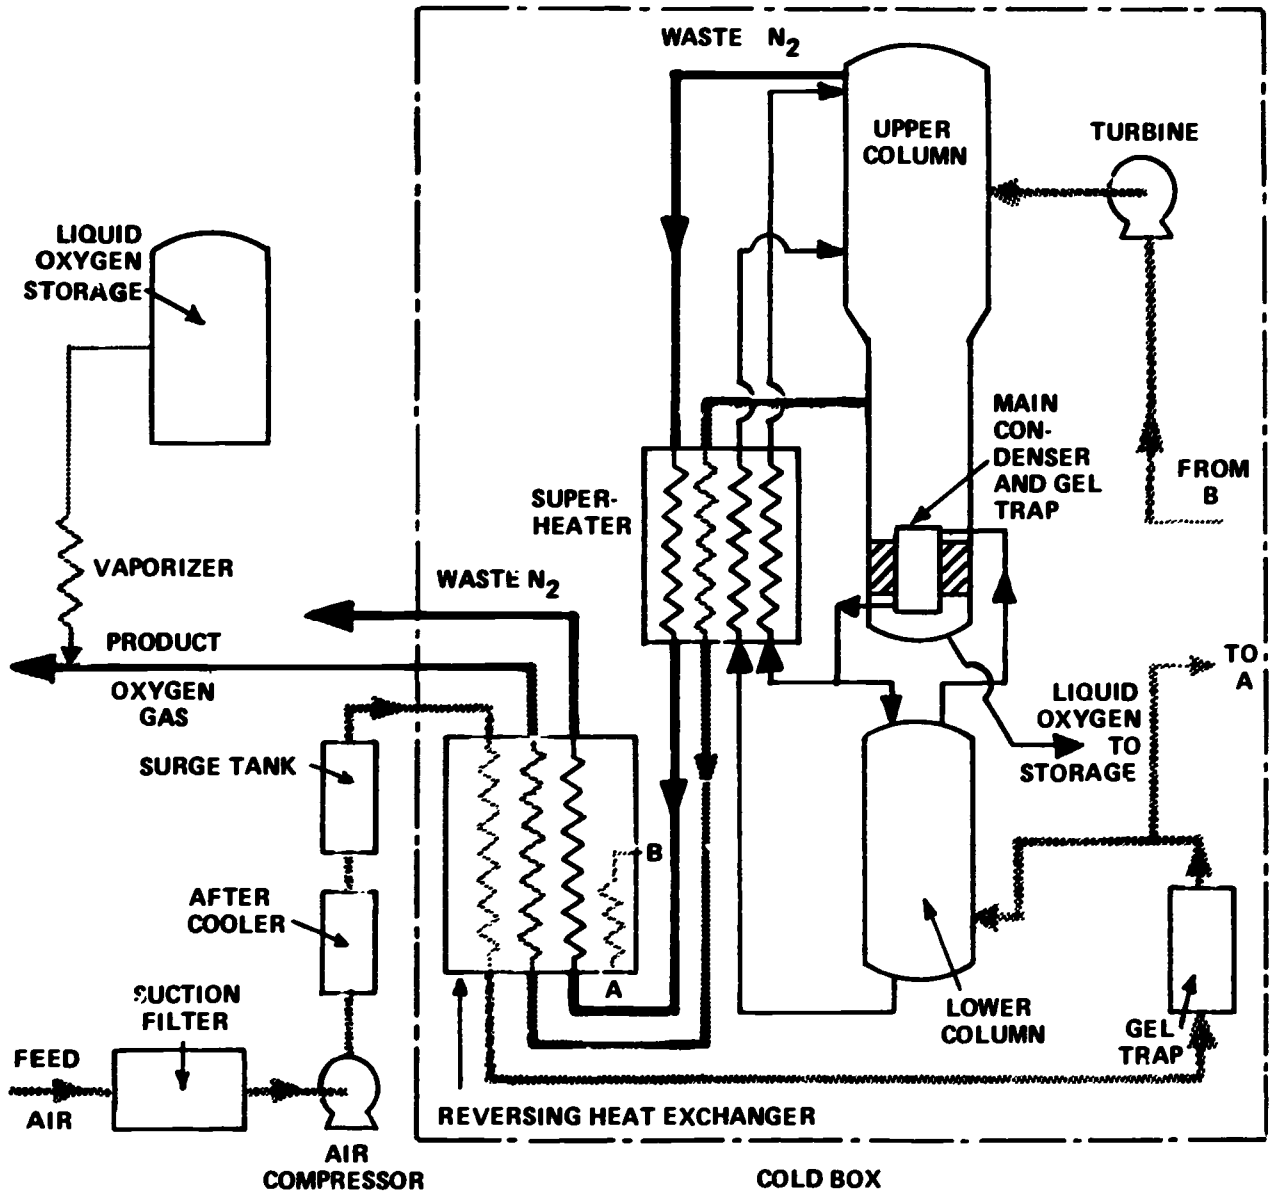 WASTE N2
UPPER
COLUMN
TURBINE
LIQUID
OXYGEN
STORAGE
MAIN
CON-
DENSER
AND GEL
TRAP
FROM
B
SUPER-
HEATER
VAPORIZER
WASTE N2
PRODUCT
OXYGEN
GAS
TO
A
LIQUID
OXYGEN
TO
STORAGE
SURGE TANK
B
AFTER
COOLER
A
SUCTION
FILTER
LOWER
COLUMN
GEL
TRAP
FEED
AIR
REVERSING HEAT EXCHANGER
AIR
COMPRESSOR
COLD BOX